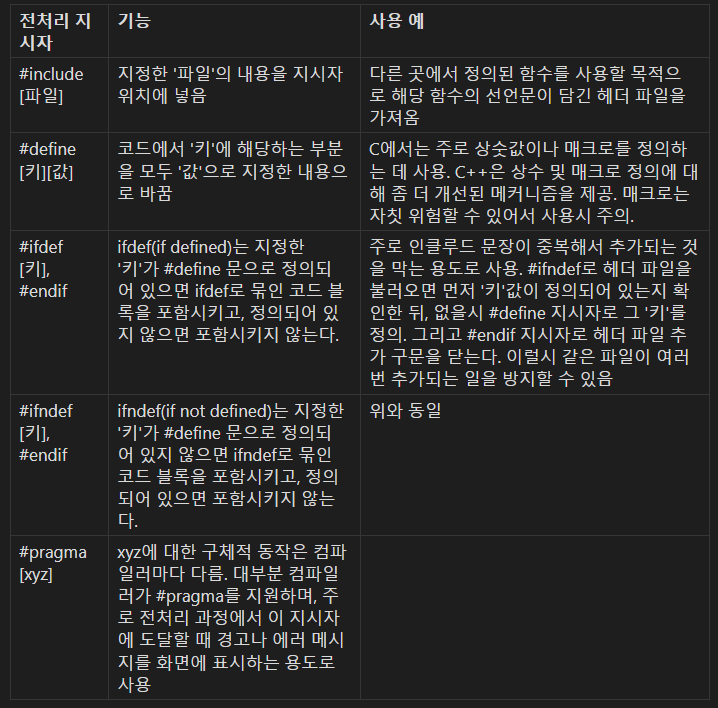 전처리 지
시자
기능
사용 예
#include
[파일]
지정한 '파일'의 내용을 지시자
위치에 넣음
다른 곳에서 정의된 함수를 사용할 목적으
로 해당 함수의 선언문이 담긴 헤더 파일을
가져옴
#define
[키][값]
코드에서 '키'에 해당하는 부분
을 모두 '값'으로 지정한 내용으
로 바꿈
C에서는 주로 상숫값이나 매크로를 정의하
는 데 사용. C++은 상수 및 매크로 정의에 대
해 좀 더 개선된 메커니즘을 제공. 매크로는
자칫 위험할 수 있어서 사용시 주의.
#ifdef
[키],
#endif
ifdef(if defined)는 지정한
'키'가 #define 문으로 정의되
어 있으면 ifdef로 묶인 코드 블
록을 포함시키고, 정의되어 있
지 않으면 포함시키지 않는다.
주로 인클루드 문장이 중복해서 추가되는 것
을 막는 용도로 사용. #ifndef로 헤더 파일을
불러오면 먼저 '키'값이 정의되어 있는지 확
인한 뒤, 없을시 #define 지시자로 그 '키'를
정의. 그리고 #endif 지시자로 헤더 파일 추
가 구문을 닫는다. 이럴시 같은 파일이 여러
번 추가되는 일을 방지할 수 있음
#ifndef
[키],
#endif
ifndef(if not defined)는 지정한
'키'가 #define 문으로 정의되
어 있지 않으면 ifndef로 묶인
코드 블록을 포함시키고, 정의
되어 있으면 포함시키지 않는
다.
위와 동일
#pragma
[xyz]
xyz에 대한 구체적 동작은 컴파
일러마다 다름. 대부분 컴파일
러가 #pragma를 지원하며, 주
로 전처리 과정에서 이 지시자
에 도달할 때 경고나 에러 메시
지를 화면에 표시하는 용도로
사용